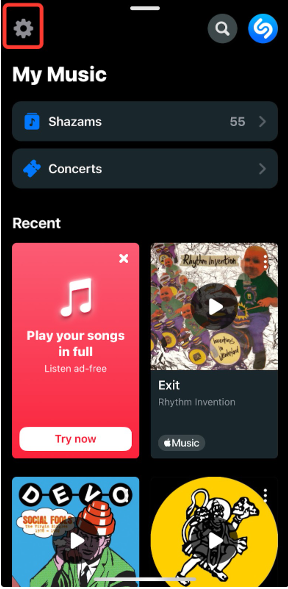 My Music
Shazams 55
Concerts
Recent
Play your songs
in full
Listen ad-free
Try now
Rhythm Invention
Exit
Rhythm Invention
Music
DEVO
SOCIAL FOOLS